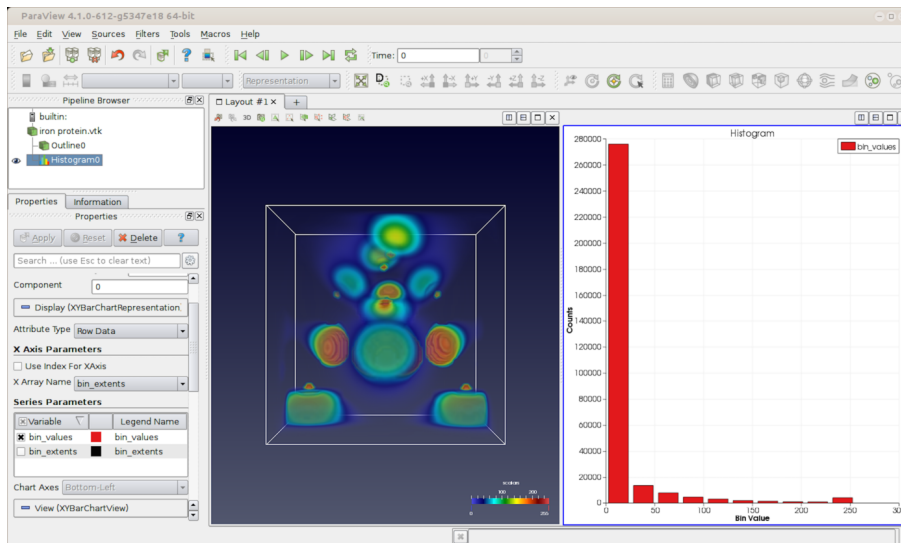 ParaView 4.1.0-612-g5347e18 64-bit
File Edit View Sources Filters Tools Macros Help
Time: 0 0
Representation
Pipeline Browser
builtin:
iron protein.vtk
Outline0
Histogram0
Properties Information
Properties
Apply Reset Delete ?
Search ... (use Esc to clear text)
Component 0
Display (XYBarChartRepresentation)
Attribute Type Row Data
X Axis Parameters
Use Index For XAxis
X Array Name bin_extents
Series Parameters
Variable Legend Name
bin_values bin_values
bin_extents bin_extents
Chart Axes Bottom-Left
View (XYBarChartView)
Layout #1 × +
3D
scalars
100 200
0 255
Histogram
bin_values
280000
260000
240000
220000
200000
180000
160000
140000
120000
100000
80000
60000
40000
20000
0
Counts
0 50 100 150 200 250 300
Bin Value